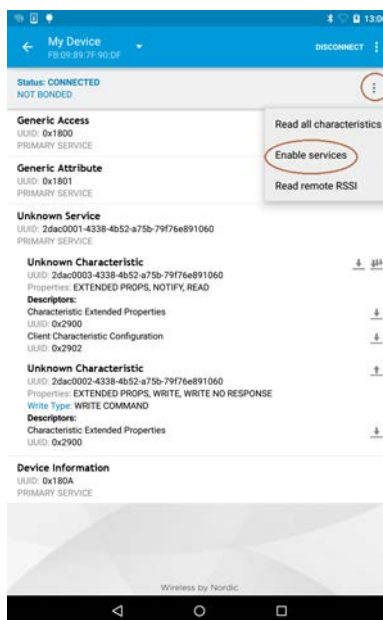 13:00
My Device
FB:09:89:7F:90:DF
DISCONNECT
Status: CONNECTED
NOT BONDED
Generic Access
UUID: 0x1800
PRIMARY SERVICE
Read all characteristics
Enable services
Read remote RSSI
Generic Attribute
UUID: 0x1801
PRIMARY SERVICE
Unknown Service
UUID: 2dac0001-4338-4b52-a75b-79f76e891060
PRIMARY SERVICE
Unknown Characteristic
UUID: 2dac0003-4338-4b52-a75b-79f76e891060
Properties: EXTENDED PROPS, NOTIFY, READ
Descriptors:
Characteristic Extended Properties
UUID: 0x2900
Client Characteristic Configuration
UUID: 0x2902
Unknown Characteristic
UUID: 2dac0002-4338-4b52-a75b-79f76e891060
Properties: EXTENDED PROPS, WRITE, WRITE NO RESPONSE
Write Type: WRITE COMMAND
Descriptors:
Characteristic Extended Properties
UUID: 0x2900
Device Information
UUID: 0x180A
PRIMARY SERVICE
Wireless by Nordic